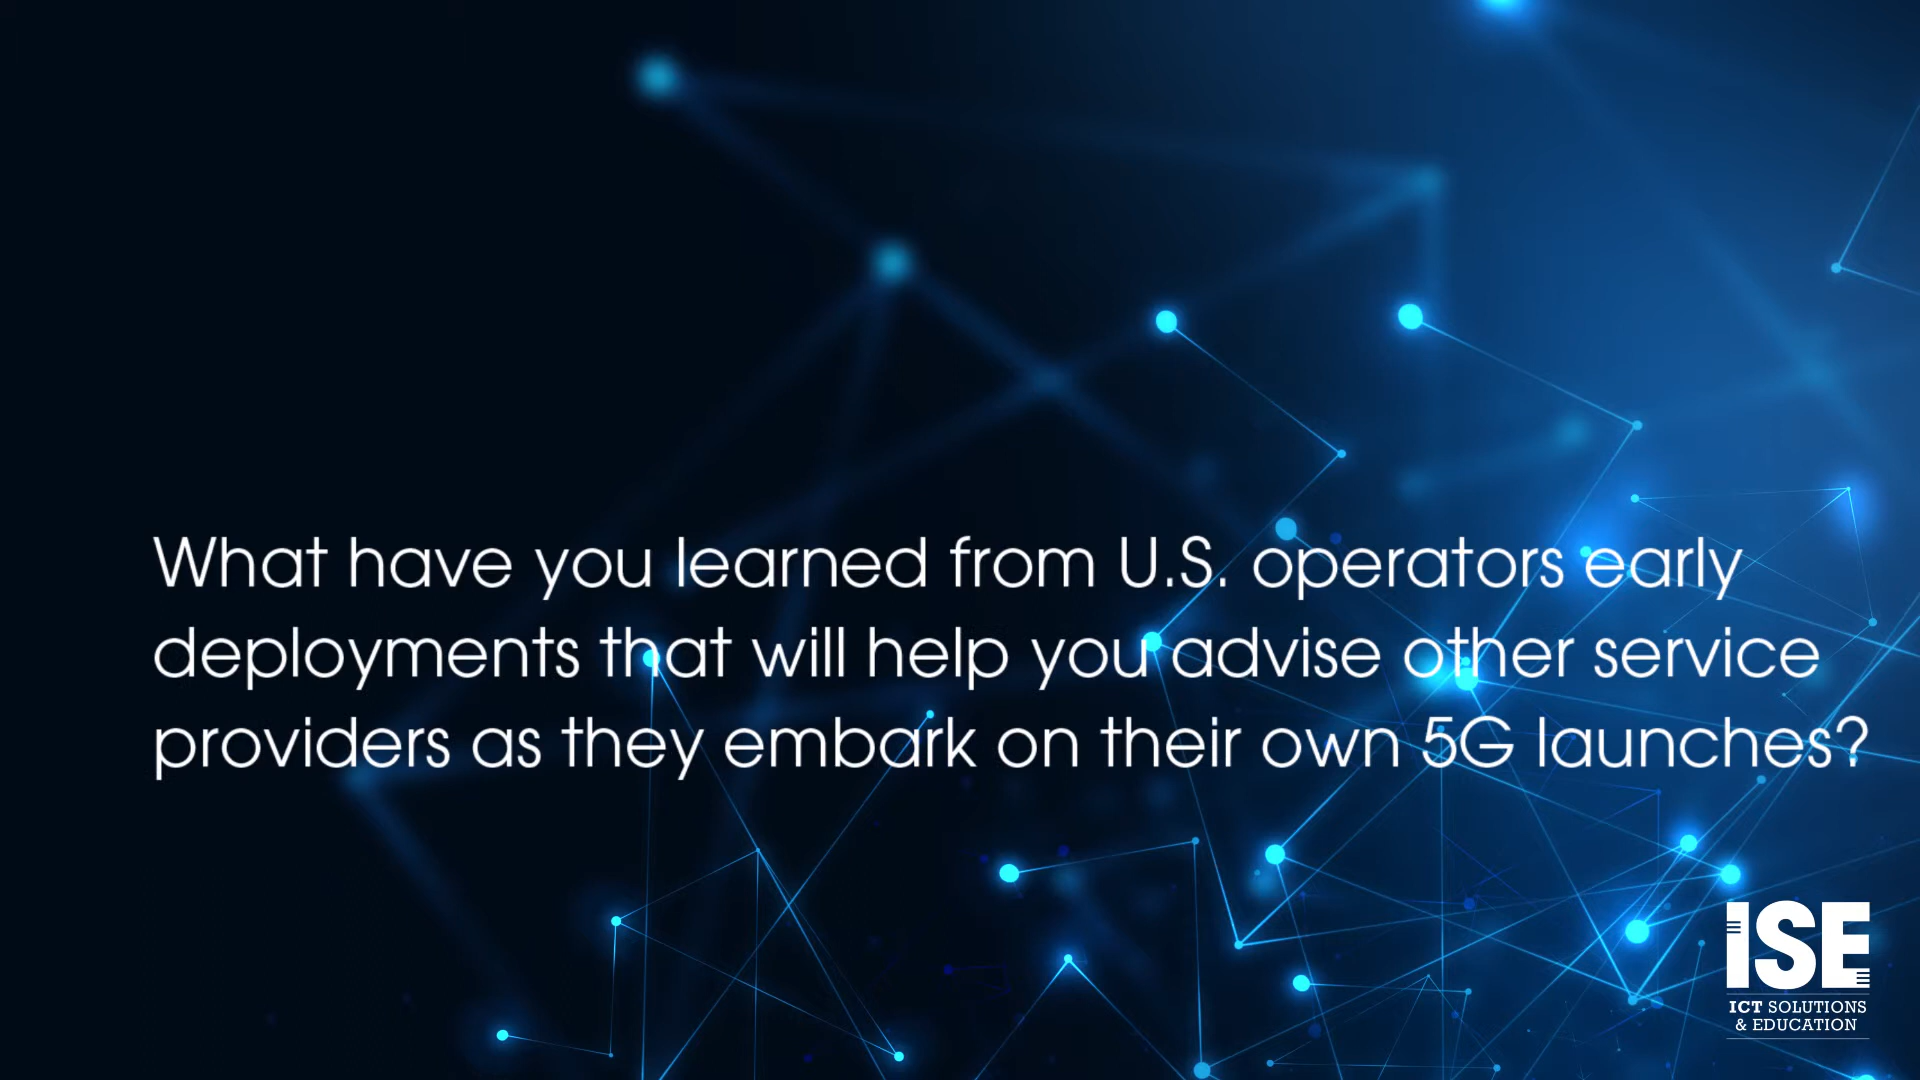 What have you learned from U.S. operators early
deployments that will help you advise other service
providers as they embark on their own 5G launches?
ISE
ICT SOLUTIONS
& EDUCATION